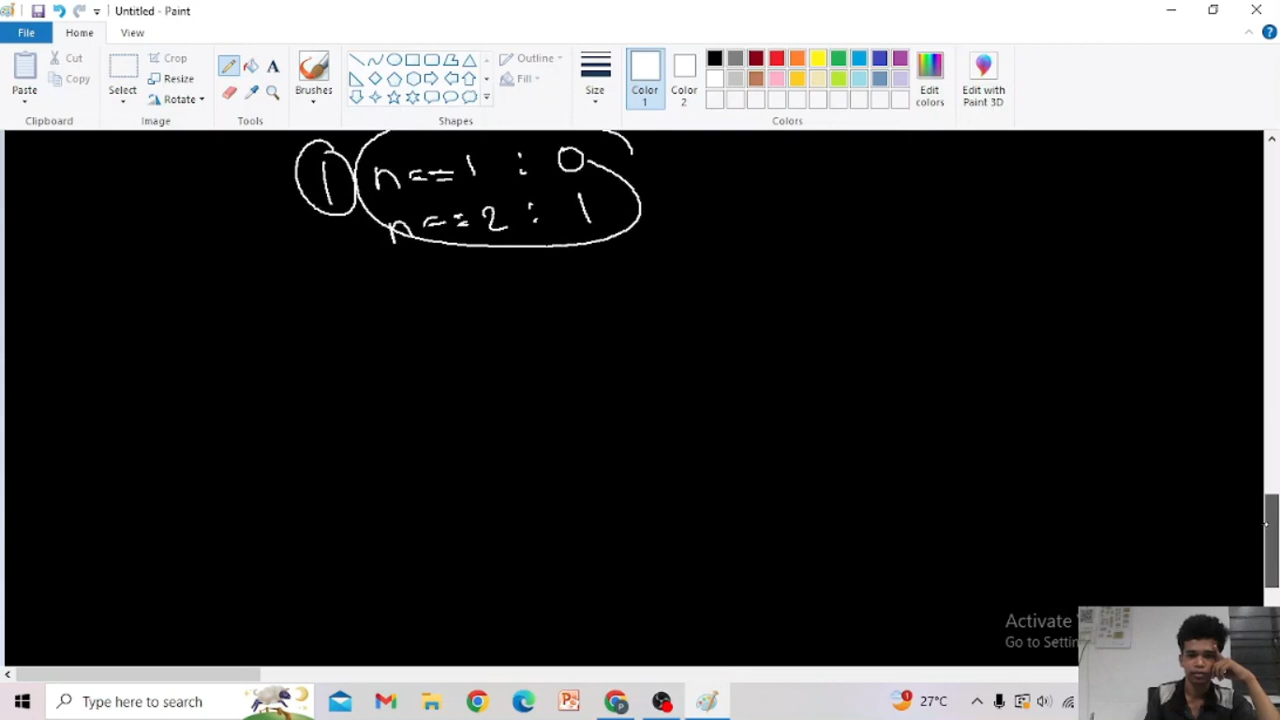 Untitled - Paint
File Home View
Paste
Cut
Copy
Clipboard
Select
Crop
Resize
Rotate
Image
Tools
Brushes
Shapes
Outline
Fill
Size
Color 1
Color 2
Colors
Edit colors
Edit with Paint 3D
1 n==1 : 0
n==2 : 1
Activate
Go to Settin
Type here to search
27°C